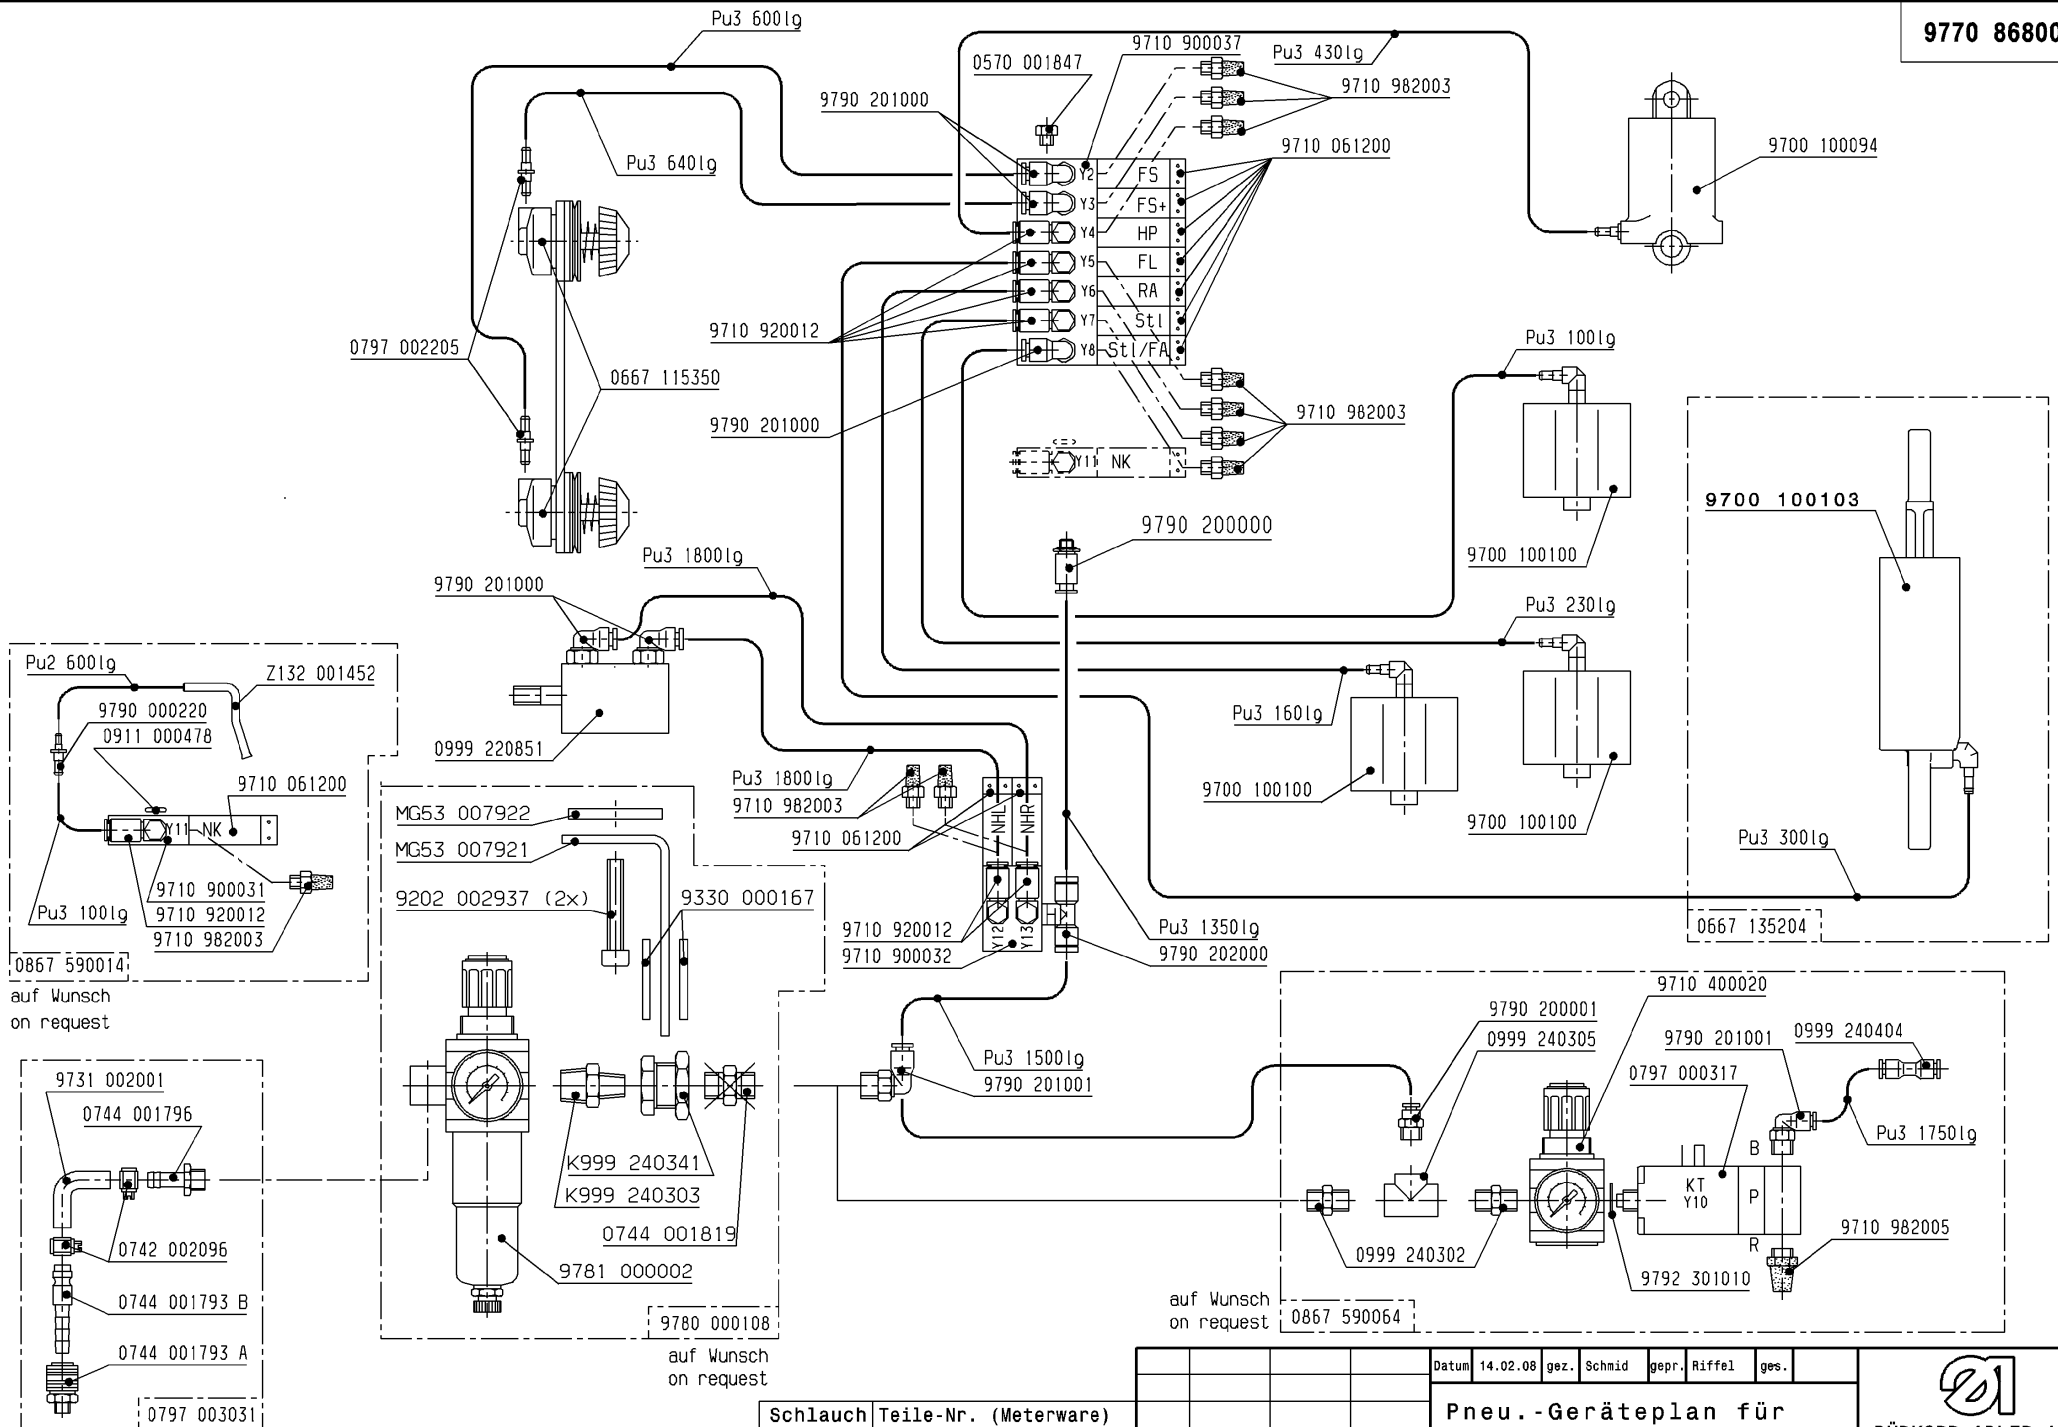 Pu3 600lg
9770 86800
0570 001847
9710 900037
Pu3 430lg
9790 201000
9710 982003
Pu3 640lg
9710 061200
9700 100094
Y2 FS
Y3 FS+
Y4 HP
Y5 FL
Y6 RA
Y7 Stl
Y8 Stl/FA
9710 920012
0797 002205
0667 115350
9790 201000
Pu3 100lg
9710 982003
Y11 NK
9700 100103
9790 200000
9700 100100
Pu3 1800lg
9790 201000
Pu3 230lg
Pu2 600lg
Z132 001452
9790 000220
0911 000478
0999 220851
Pu3 160lg
9710 061200
Pu3 1800lg
9710 982003
9700 100100
9700 100100
MG53 007922
MG53 007921
9710 061200
NHL
NHR
Pu3 300lg
Y11 NK
9710 900031
9202 002937 (2x)
9330 000167
Pu3 100lg
9710 920012
9710 982003
9710 920012
9710 900032
Y12
Y13
Pu3 1350lg
9790 202000
0667 135204
0867 590014
auf Wunsch
on request
9710 400020
9790 200001
0999 240305
9790 201001
0999 240404
Pu3 1500lg
9790 201001
0797 000317
9731 002001
0744 001796
Pu3 1750lg
B
K999 240341
K999 240303
KT
Y10
P
0744 001819
0742 002096
0999 240302
R
9710 982005
9781 000002
9792 301010
0744 001793 B
auf Wunsch
on request
0867 590064
9780 000108
auf Wunsch
on request
0744 001793 A
0797 003031
Datum 14.02.08 gez. Schmid gepr. Riffel ges.
Schlauch Teile-Nr. (Meterware)
Pneu.-Geräteplan für